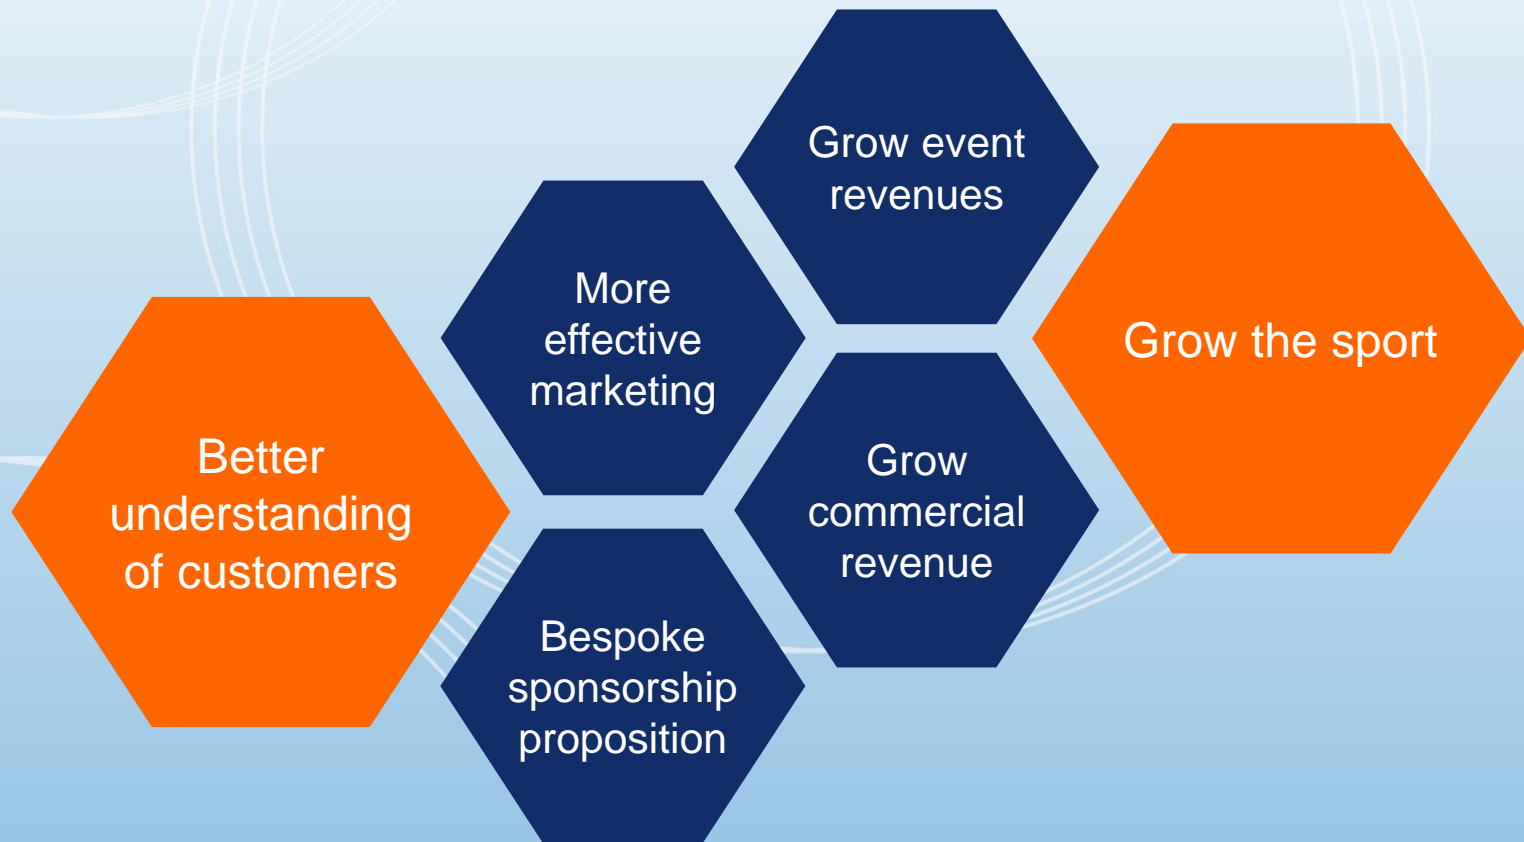 Better
understanding
of customers
More
effective
marketing
Bespoke
sponsorship
proposition
Grow event
revenues
Grow
commercial
revenue
Grow the sport